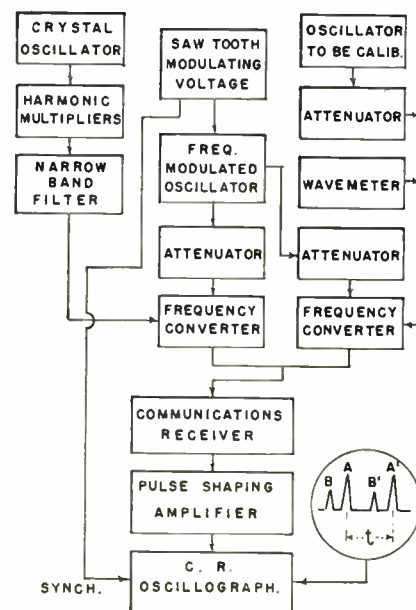 CRYSTAL
OSCILLATOR
HARMONIC
MULTIPLIERS
NARROW
BAND
FILTER
SAW TOOTH
MODULATING
VOLTAGE
FREQ.
MODULATED
OSCILLATOR
ATTENUATOR
FREQUENCY
CONVERTER
OSCILLATOR
TO BE CALIB.
ATTENUATOR
WAVEMETER
ATTENUATOR
FREQUENCY
CONVERTER
COMMUNICATIONS
RECEIVER
PULSE SHAPING
AMPLIFIER
C. R.
OSCILLOGRAPH.
SYNCH.
B A B' A'
t